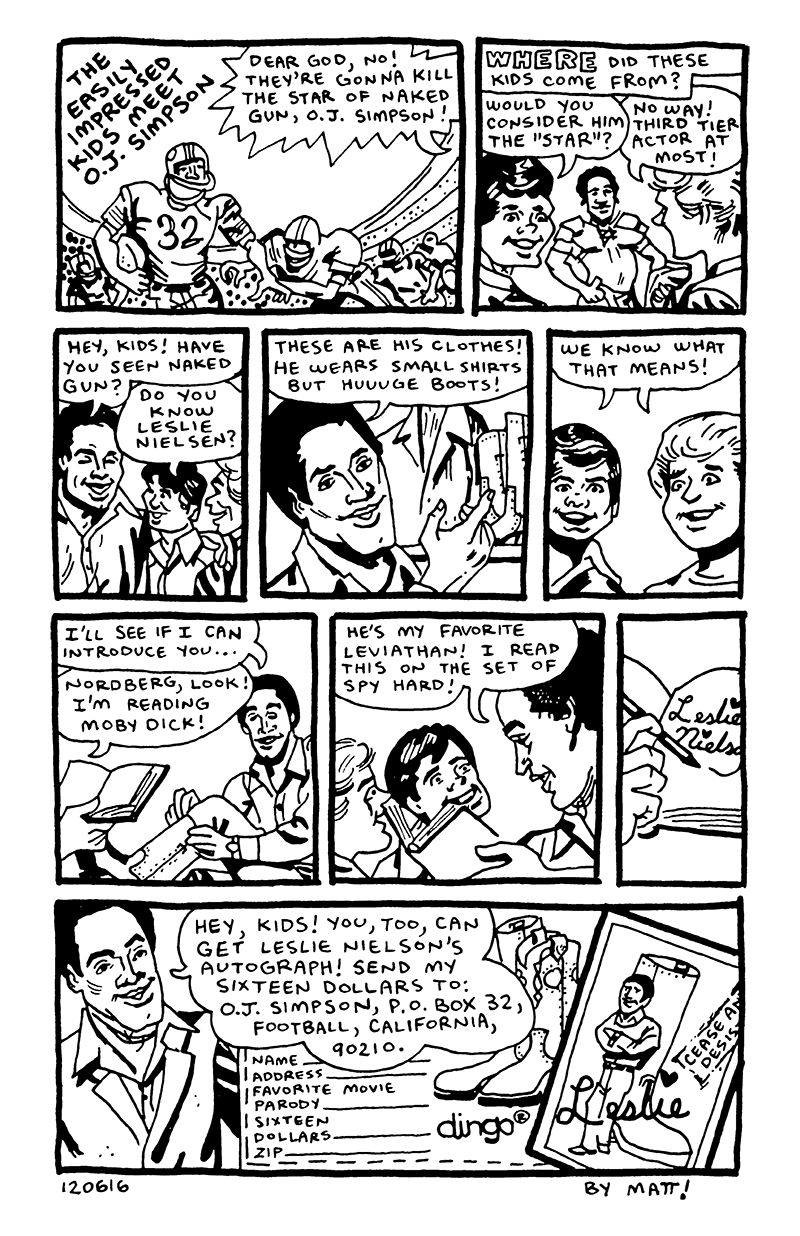 THE
EASILY
IMPRESSED
KIDS MEET
O.J. SIMPSON
DEAR GOD, NO!
THEY'RE GONNA KILL
THE STAR OF NAKED
GUN, O.J. SIMPSON!
32
WHERE DID THESE
KIDS COME FROM?
WOULD YOU
CONSIDER HIM
THE "STAR"?
NO WAY!
THIRD TIER
ACTOR AT
MOST!
HEY, KIDS! HAVE
YOU SEEN NAKED
GUN?
DO YOU
KNOW
LESLIE
NIELSEN?
THESE ARE HIS CLOTHES!
HE WEARS SMALL SHIRTS
BUT HUUUGE BOOTS!
WE KNOW WHAT
THAT MEANS!
I'LL SEE IF I CAN
INTRODUCE YOU...
NORDBERG, LOOK!
I'M READING
MOBY DICK!
HE'S MY FAVORITE
LEVIATHAN! I READ
THIS ON THE SET OF
SPY HARD!
Leslie
Nielso
HEY, KIDS! YOU, TOO, CAN
GET LESLIE NIELSON'S
AUTOGRAPH! SEND MY
SIXTEEN DOLLARS TO:
O.J. SIMPSON, P.O. BOX 32,
FOOTBALL, CALIFORNIA,
90210.
NAME
ADDRESS
FAVORITE MOVIE
PARODY
SIXTEEN
DOLLARS
ZIP
dingo®
CEASE AN
DESIS
Leslie
120616
BY MATT!